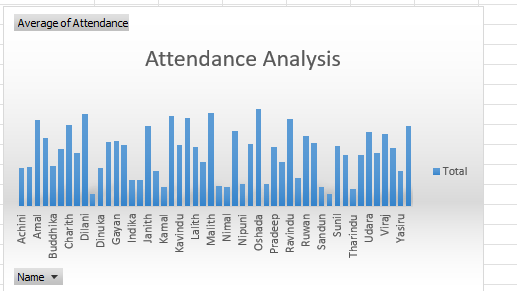 Average of Attendance
Attendance Analysis
Total
Achini
Amal
Buddhika
Charith
Dilani
Dinuka
Gayan
Indika
Janith
Kamal
Kavindu
Lalith
Malith
Nimal
Nipuni
Oshada
Pradeep
Ravindu
Ruwan
Sandun
Sunil
Tharindu
Udara
Viraj
Yasiru
Name